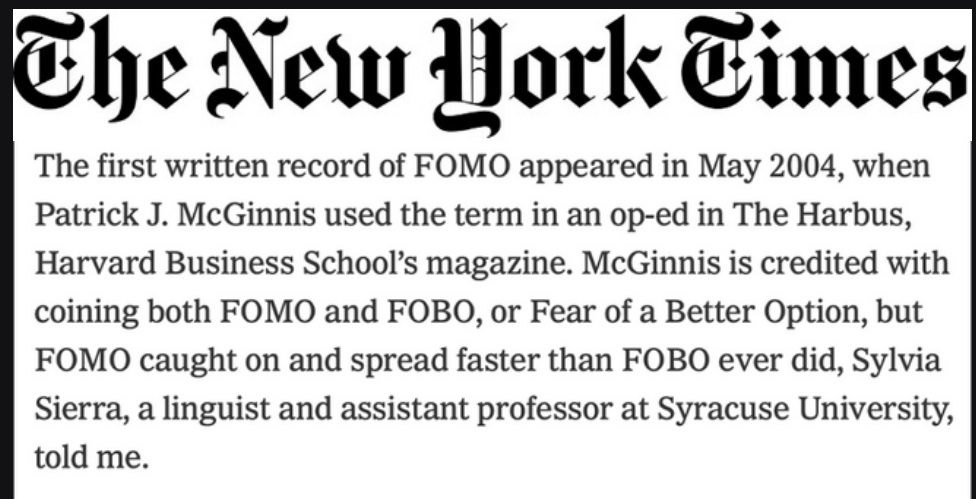 The New York Times
The first written record of FOMO appeared in May 2004, when
Patrick J. McGinnis used the term in an op-ed in The Harbus,
Harvard Business School’s magazine. McGinnis is credited with
coining both FOMO and FOBO, or Fear of a Better Option, but
FOMO caught on and spread faster than FOBO ever did, Sylvia
Sierra, a linguist and assistant professor at Syracuse University,
told me.